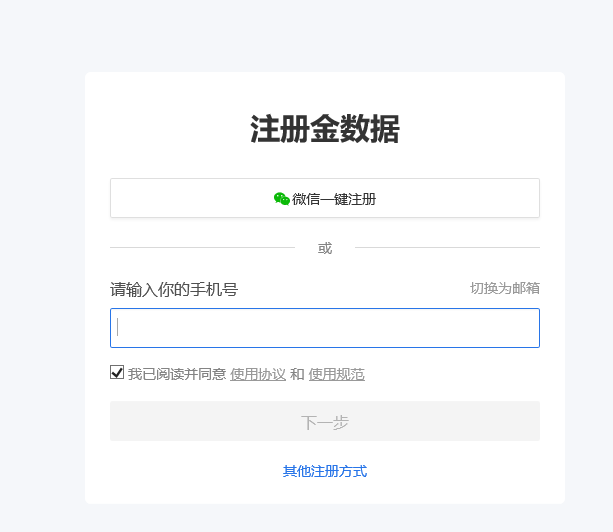 注册金数据
微信一键注册
或
请输入你的手机号 切换为邮箱
我已阅读并同意 使用协议 和 使用规范
下一步
其他注册方式